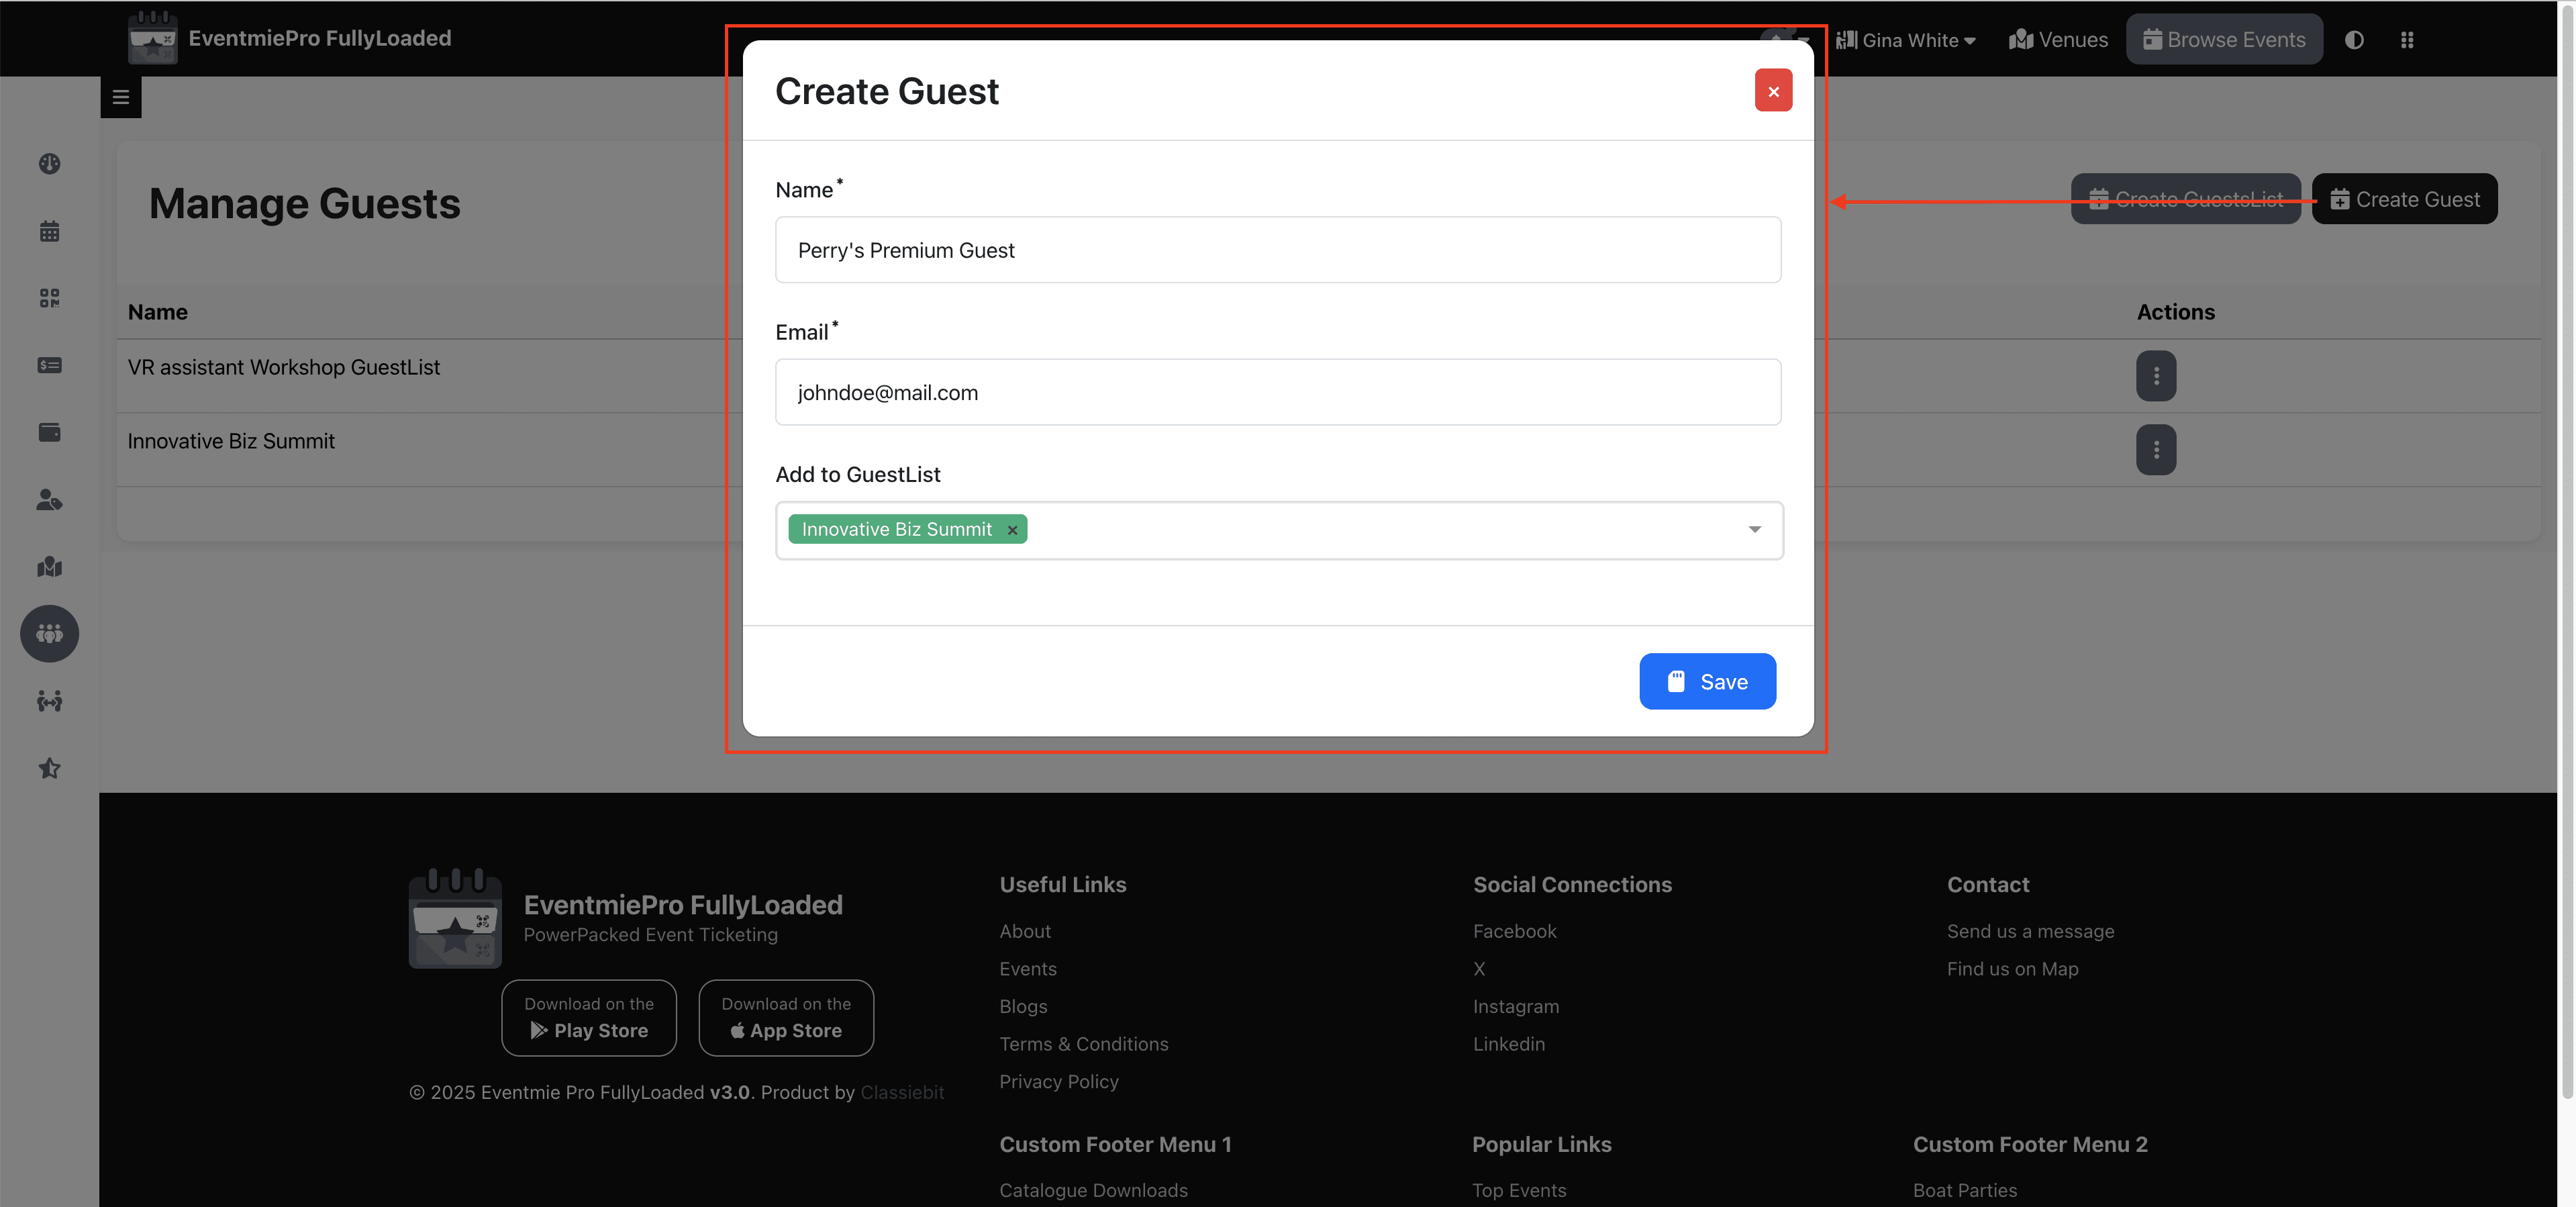 EventmiePro FullyLoaded
Gina White
Venues
Browse Events
Create Guest
Manage Guests
Create GuestsList
Create Guest
Name*
Perry's Premium Guest
Name
Actions
Email*
VR assistant Workshop GuestList
johndoe@mail.com
Innovative Biz Summit
Add to GuestList
Innovative Biz Summit ×
Save
EventmiePro FullyLoaded
PowerPacked Event Ticketing
Download on the
Play Store
Download on the
App Store
© 2025 Eventmie Pro FullyLoaded v3.0. Product by Classiebit
Useful Links
About
Events
Blogs
Terms & Conditions
Privacy Policy
Social Connections
Facebook
X
Instagram
Linkedin
Contact
Send us a message
Find us on Map
Custom Footer Menu 1
Catalogue Downloads
Popular Links
Top Events
Custom Footer Menu 2
Boat Parties